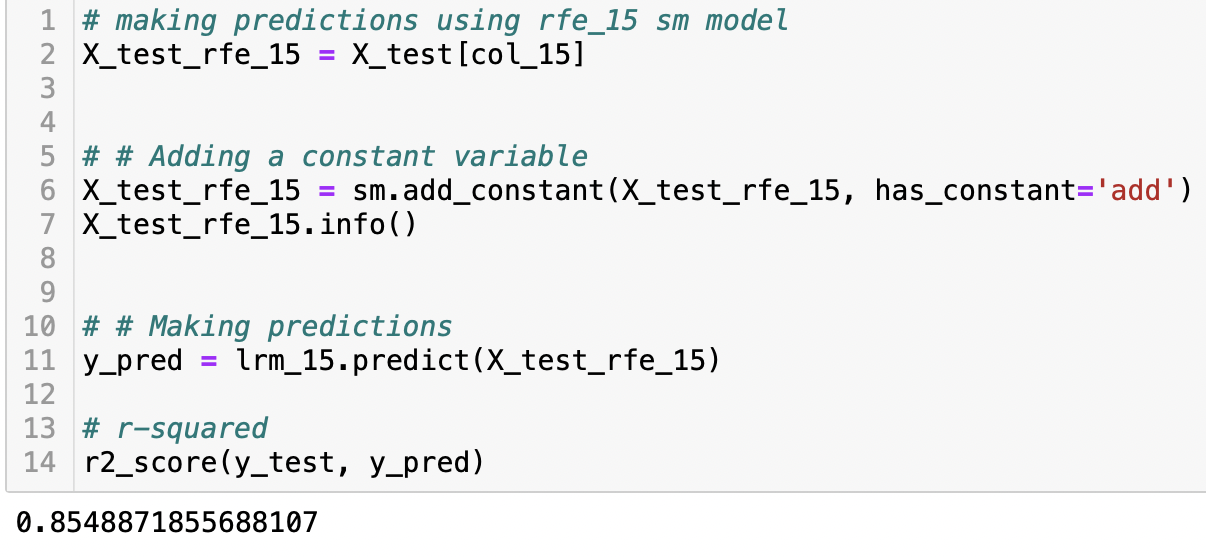 1 # making predictions using rfe_15 sm model
2 X_test_rfe_15 = X_test[col_15]
3
4
5 # # Adding a constant variable
6 X_test_rfe_15 = sm.add_constant(X_test_rfe_15, has_constant='add')
7 X_test_rfe_15.info()
8
9
10 # # Making predictions
11 y_pred = lrm_15.predict(X_test_rfe_15)
12
13 # r-squared
14 r2_score(y_test, y_pred)
0.8548871855688107